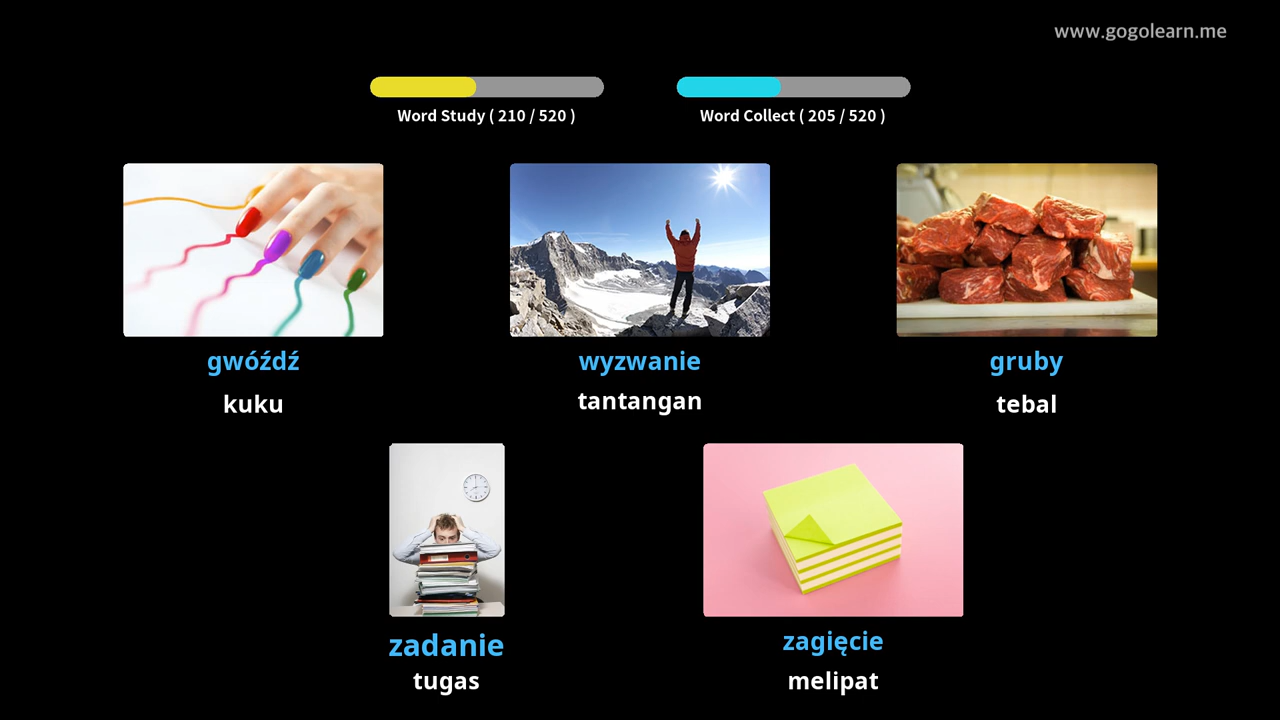 www.gogolearn.me
Word Study ( 210 / 520 )
Word Collect ( 205 / 520 )
gwóźdź
kuku
wyzwanie
tantangan
gruby
tebal
zadanie
tugas
zagięcie
melipat